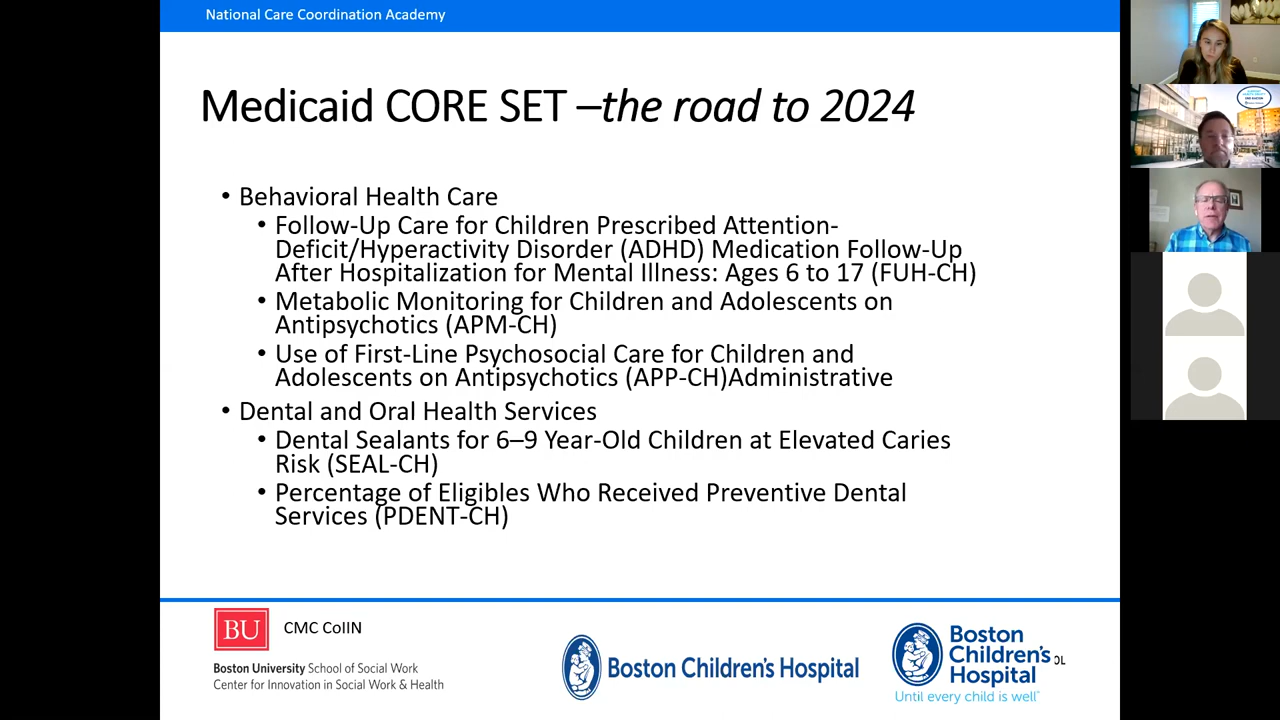 National Care Coordination Academy
Medicaid CORE SET –the road to 2024
• Behavioral Health Care
• Follow-Up Care for Children Prescribed Attention-
Deficit/Hyperactivity Disorder (ADHD) Medication Follow-Up
After Hospitalization for Mental Illness: Ages 6 to 17 (FUH-CH)
• Metabolic Monitoring for Children and Adolescents on
Antipsychotics (APM-CH)
• Use of First-Line Psychosocial Care for Children and
Adolescents on Antipsychotics (APP-CH)Administrative
• Dental and Oral Health Services
• Dental Sealants for 6–9 Year-Old Children at Elevated Caries
Risk (SEAL-CH)
• Percentage of Eligibles Who Received Preventive Dental
Services (PDENT-CH)
BU
CMC CoIIN
Boston University School of Social Work
Center for Innovation in Social Work & Health
Boston Children's Hospital
Boston
Children's
Hospital
Until every child is well
OL